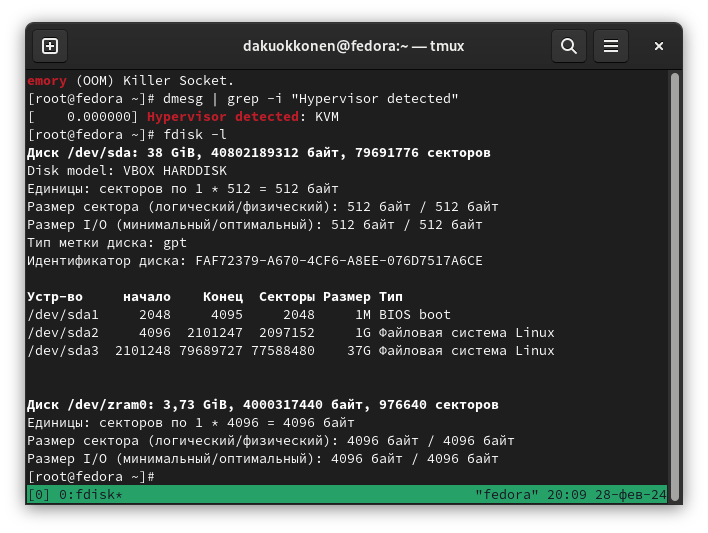 dakuokkonen@fedora:~ — tmux
emory (OOM) Killer Socket.
[root@fedora ~]# dmesg | grep -i "Hypervisor detected"
[    0.000000] Hypervisor detected: KVM
[root@fedora ~]# fdisk -l
Диск /dev/sda: 38 GiB, 40802189312 байт, 79691776 секторов
Disk model: VBOX HARDDISK
Единицы: секторов по 1 * 512 = 512 байт
Размер сектора (логический/физический): 512 байт / 512 байт
Размер I/O (минимальный/оптимальный): 512 байт / 512 байт
Тип метки диска: gpt
Идентификатор диска: FAF72379-A670-4CF6-A8EE-076D7517A6CE
Устр-во     начало    Конец  Секторы Размер Тип
/dev/sda1     2048     4095     2048     1M BIOS boot
/dev/sda2     4096  2101247  2097152     1G Файловая система Linux
/dev/sda3  2101248 79689727 77588480    37G Файловая система Linux
Диск /dev/zram0: 3,73 GiB, 4000317440 байт, 976640 секторов
Единицы: секторов по 1 * 4096 = 4096 байт
Размер сектора (логический/физический): 4096 байт / 4096 байт
Размер I/O (минимальный/оптимальный): 4096 байт / 4096 байт
[root@fedora ~]#
[0] 0:fdisk* "fedora" 20:09 28-фев-24